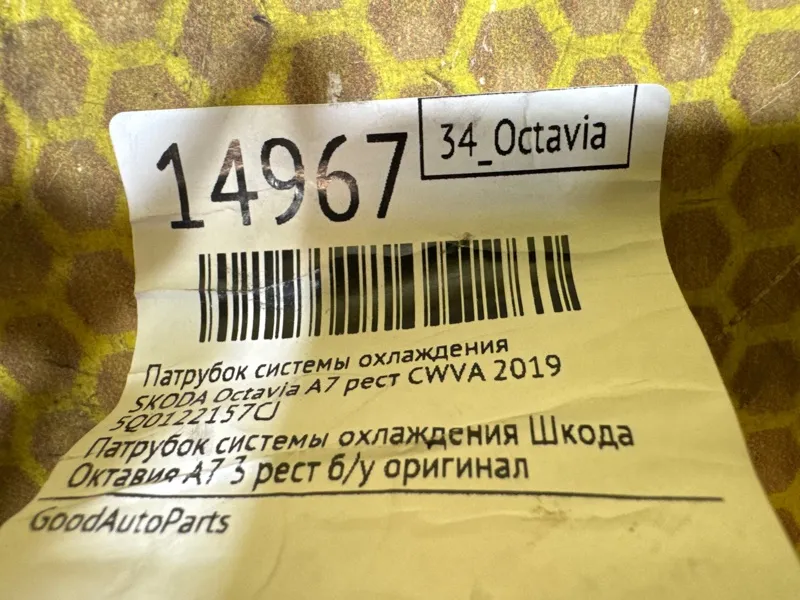 14967
34_Octavia
Патрубок системы охлаждения
SKODA Octavia A7 рест CWVA 2019
5Q0122157CJ
Патрубок системы охлаждения Шкода
Октавия А7 3 рест б/у оригинал
GoodAutoParts